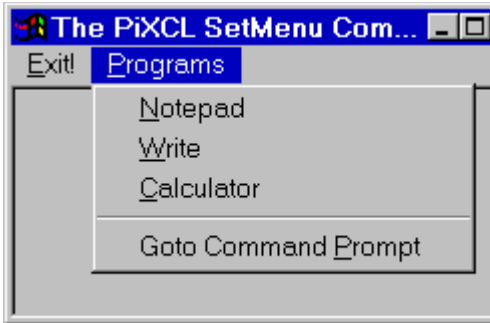 The PiXCL SetMenu Com...
Exit! Programs
Notepad
Write
Calculator
Goto Command Prompt